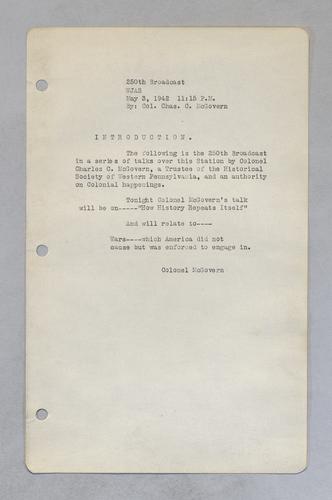 250th Broadcast
WJAS
May 3, 1942 11:15 P.M.
By: Col. Chas. C. McGovern
INTRODUCTION.
The following is the 250th Broadcast
in a series of talks over this Station by Colonel
Charles C. McGovern, a Trustee of the Historical
Society of Western Pennsylvania, and an authority
on Colonial happenings.
Tonight Colonel McGovern's talk
will be on-----"How History Repeats Itself"
And will relate to----
Wars----which America did not
cause but was enforced to engage in.
Colonel McGovern